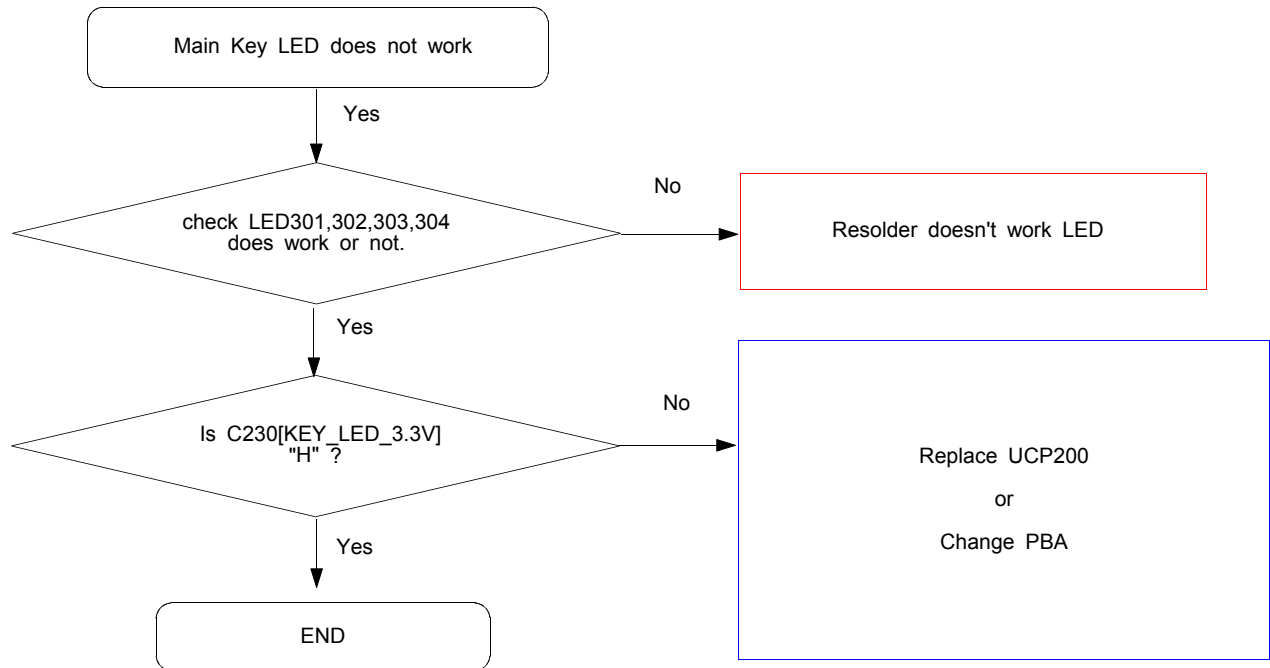 Main Key LED does not work
Yes
check LED301,302,303,304
does work or not.
No
Resolder doesn't work LED
Yes
Is C230[KEY_LED_3.3V]
"H" ?
No
Replace UCP200
or
Change PBA
Yes
END